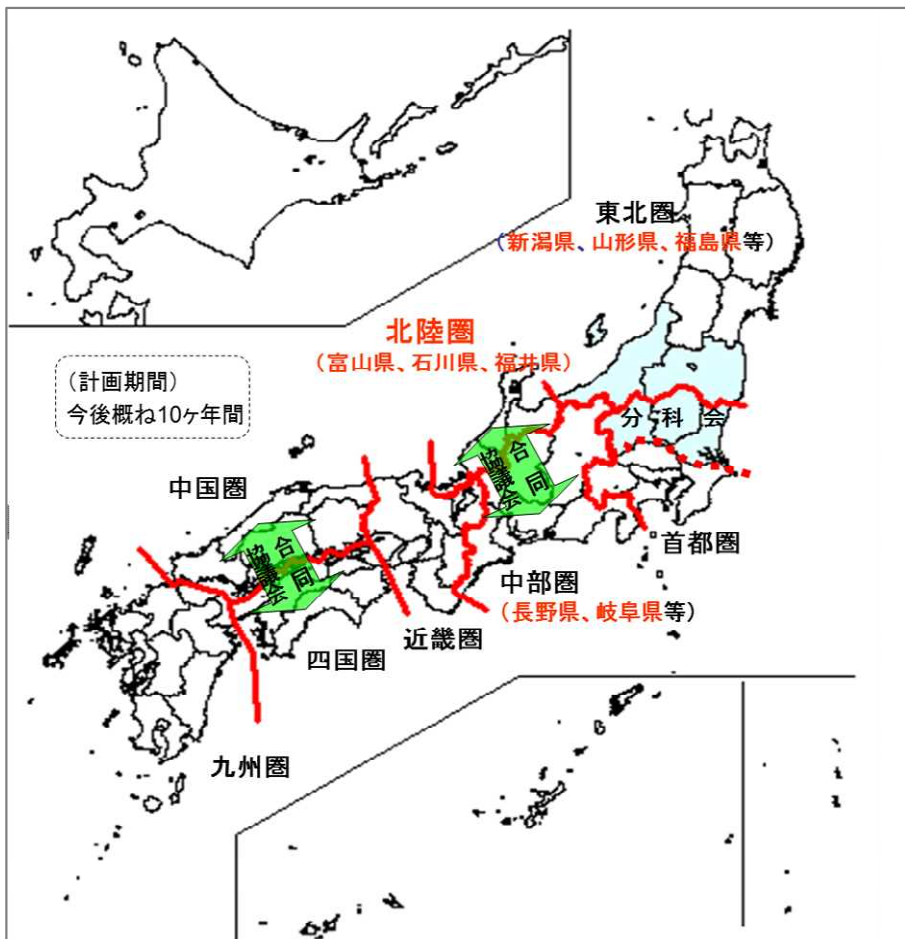 東北圏
（新潟県、山形県、福島県等）
北陸圏
（富山県、石川県、福井県）
（計画期間）
今後概ね10ヶ年間
分科会
合同
協議会
中国圏
合同
協議会
首都圏
中部圏
（長野県、岐阜県等）
近畿圏
四国圏
九州圏